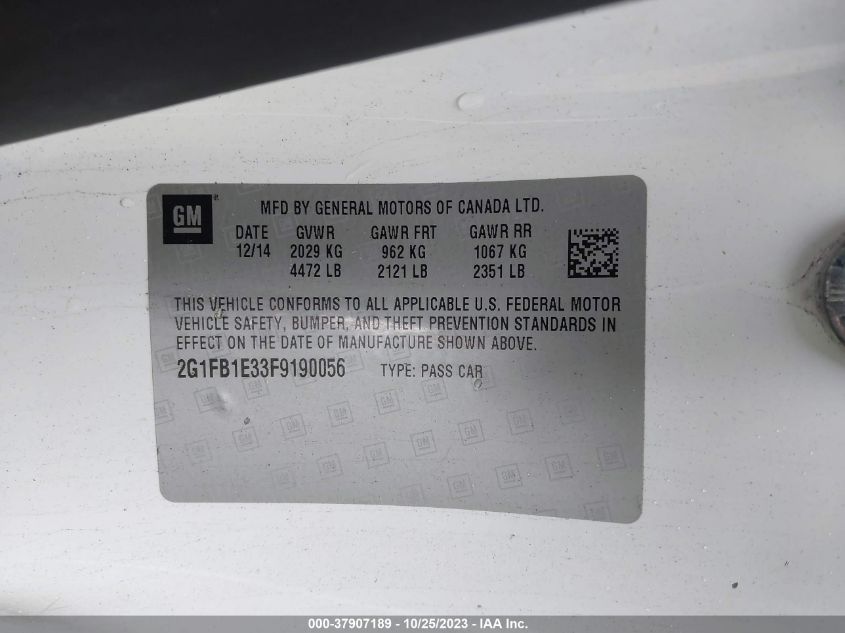 GM ®
MFD BY GENERAL MOTORS OF CANADA LTD.
DATE GVWR GAWR FRT GAWR RR
12/14 2029 KG 962 KG 1067 KG
4472 LB 2121 LB 2351 LB
THIS VEHICLE CONFORMS TO ALL APPLICABLE U.S. FEDERAL MOTOR
VEHICLE SAFETY, BUMPER, AND THEFT PREVENTION STANDARDS IN
EFFECT ON THE DATE OF MANUFACTURE SHOWN ABOVE.
2G1FB1E33F9190056 TYPE: PASS CAR
000-37907189 - 10/25/2023 - IAA Inc.